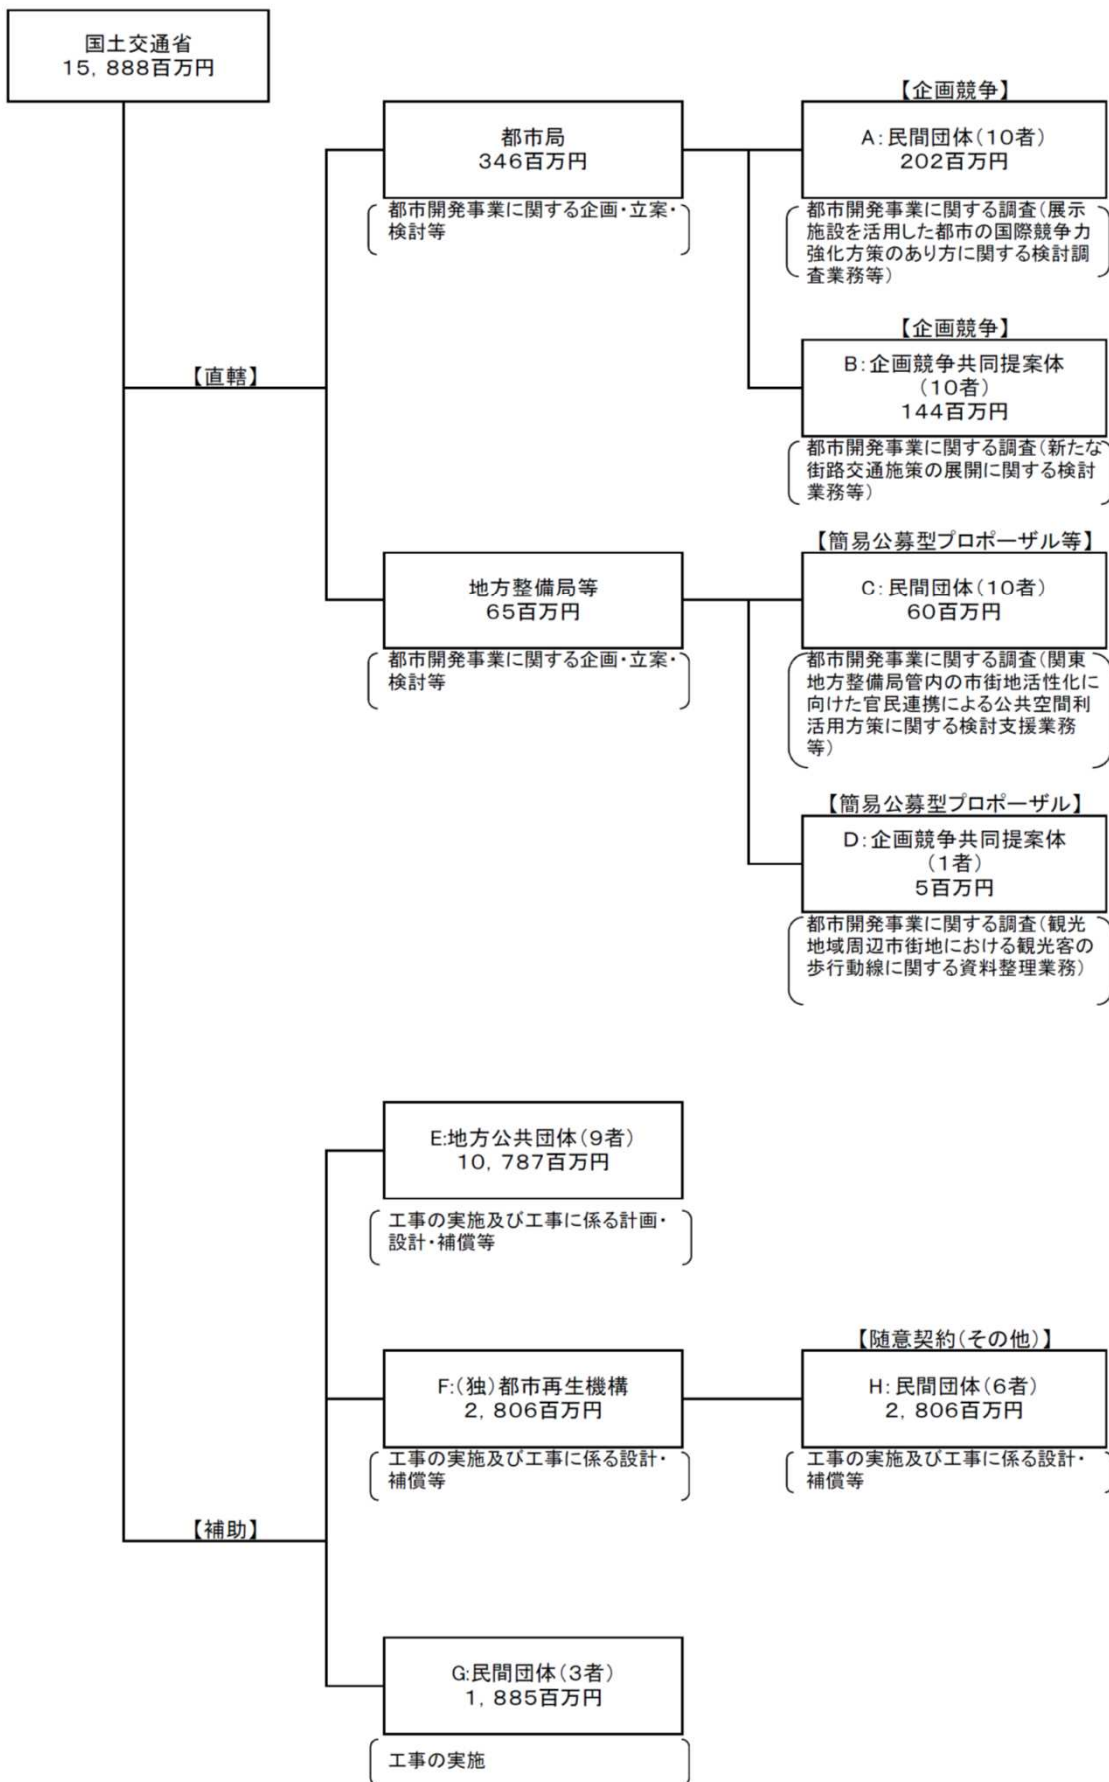 国土交通省
15,888百万円
【直轄】
都市局
346百万円
都市開発事業に関する企画・立案・
検討等
【企画競争】
A:民間団体(10者)
202百万円
都市開発事業に関する調査(展示
施設を活用した都市の国際競争力
強化方策のあり方に関する検討調
査業務等)
【企画競争】
B:企画競争共同提案体
(10者)
144百万円
都市開発事業に関する調査(新たな
街路交通施策の展開に関する検討
業務等)
地方整備局等
65百万円
都市開発事業に関する企画・立案・
検討等
【簡易公募型プロポーザル等】
C:民間団体(10者)
60百万円
都市開発事業に関する調査(関東
地方整備局管内の市街地活性化に
向けた官民連携による公共空間利
活用方策に関する検討支援業務
等)
【簡易公募型プロポーザル】
D:企画競争共同提案体
(1者)
5百万円
都市開発事業に関する調査(観光
地域周辺市街地における観光客の
歩行動線に関する資料整理業務)
【補助】
E:地方公共団体(9者)
10,787百万円
工事の実施及び工事に係る計画・
設計・補償等
F:(独)都市再生機構
2,806百万円
工事の実施及び工事に係る設計・
補償等
【随意契約(その他)】
H:民間団体(6者)
2,806百万円
工事の実施及び工事に係る設計・
補償等
G:民間団体(3者)
1,885百万円
工事の実施